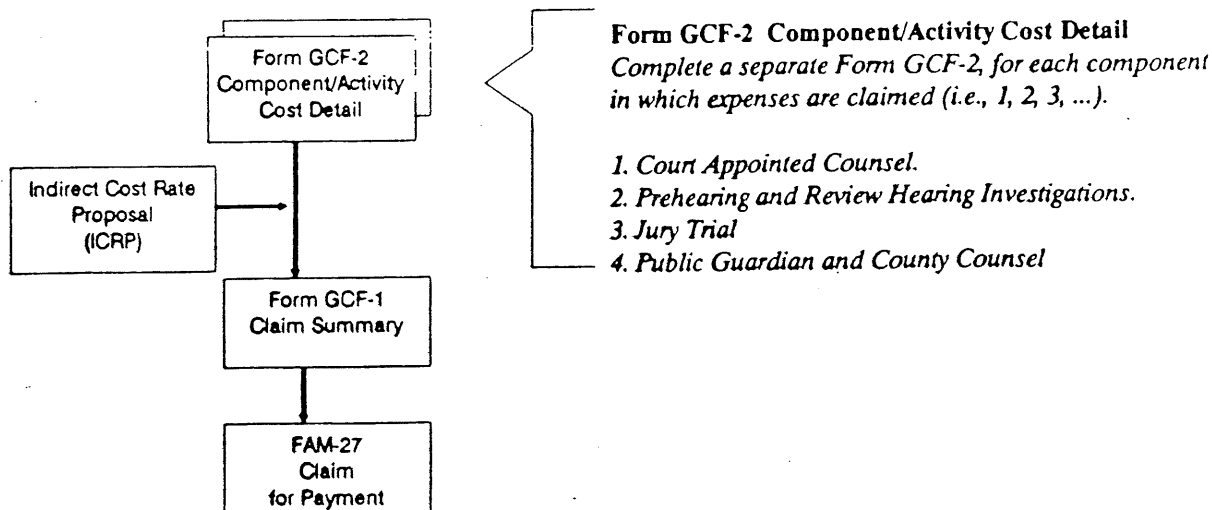 Form GCF-2
Component/Activity
Cost Detail
Indirect Cost Rate
Proposal
(ICRP)
Form GCF-1
Claim Summary
FAM-27
Claim
for Payment
Form GCF-2 Component/Activity Cost Detail
Complete a separate Form GCF-2, for each component
in which expenses are claimed (i.e., 1, 2, 3, ...).
1. Court Appointed Counsel.
2. Prehearing and Review Hearing Investigations.
3. Jury Trial
4. Public Guardian and County Counsel